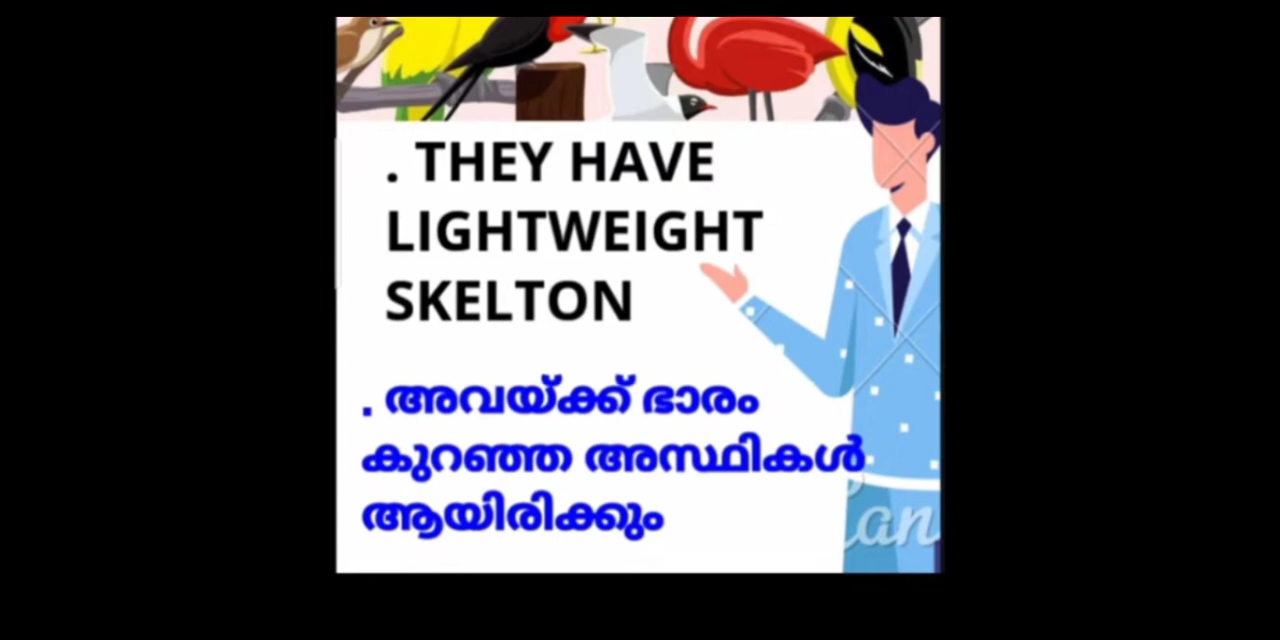 . THEY HAVE
LIGHTWEIGHT
SKELTON
. അവയ്ക്ക് ഭാരം
കുറഞ്ഞ അസ്ഥികൾ
ആയിരിക്കും